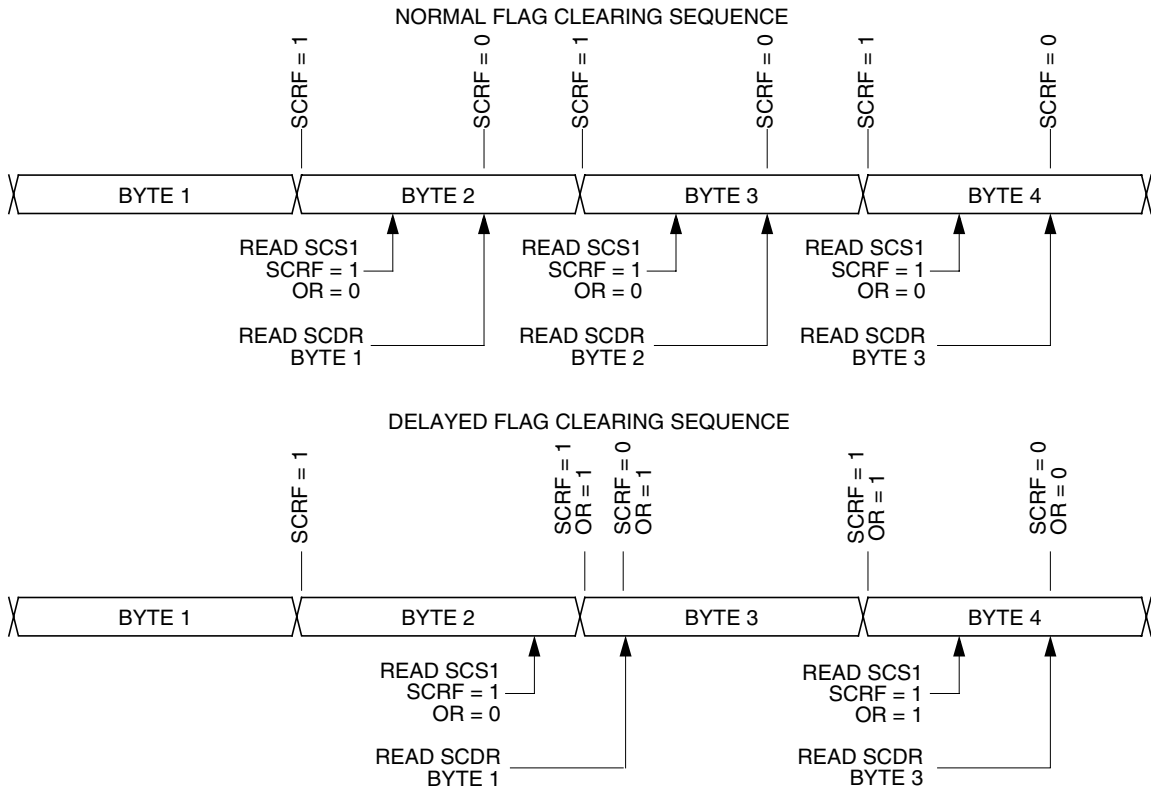 NORMAL FLAG CLEARING SEQUENCE
SCRF = 1
SCRF = 0
SCRF = 1
SCRF = 0
SCRF = 1
SCRF = 0
BYTE 1
BYTE 2
BYTE 3
BYTE 4
READ SCS1
SCRF = 1
OR = 0
READ SCS1
SCRF = 1
OR = 0
READ SCS1
SCRF = 1
OR = 0
READ SCDR
BYTE 1
READ SCDR
BYTE 2
READ SCDR
BYTE 3
DELAYED FLAG CLEARING SEQUENCE
SCRF = 1
SCRF = 1
OR = 1
SCRF = 0
OR = 1
SCRF = 1
OR = 1
SCRF = 0
OR = 0
BYTE 1
BYTE 2
BYTE 3
BYTE 4
READ SCS1
SCRF = 1
OR = 0
READ SCS1
SCRF = 1
OR = 1
READ SCDR
BYTE 1
READ SCDR
BYTE 3